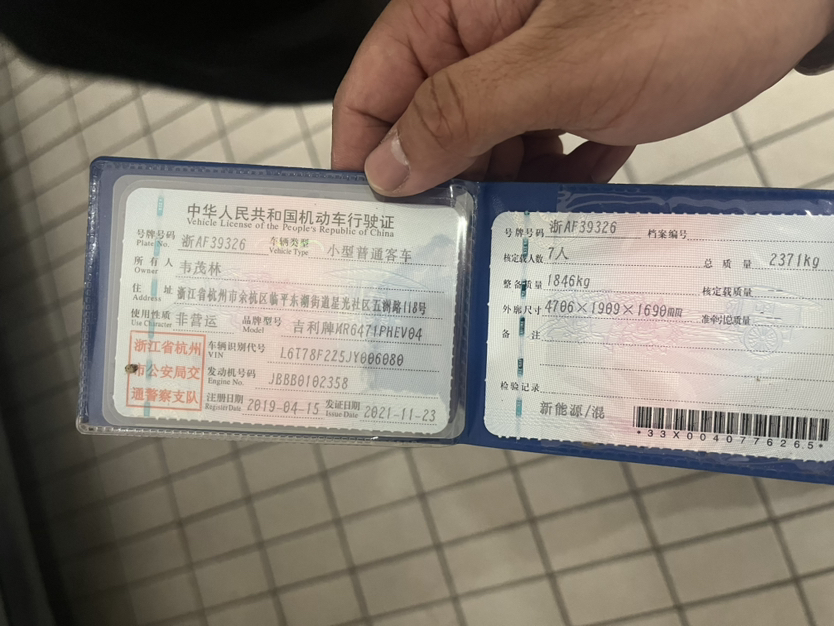 中华人民共和国机动车行驶证
Vehicle License of the People's Republic of China
号牌号码 浙AF39326 车辆类型 小型普通客车
Plate No. Vehicle Type
所有人 韦茂林
Owner
住址 浙江省杭州市余杭区临平东湖街道星光社区五洲路118号
Address
使用性质 非营运 品牌型号 吉利牌MR6471PHEV04
Use Character Model
浙江省杭州
市公安局交
通警察支队
车辆识别代号 L6T78F2Z5JY006080
VIN
发动机号码 JBBB0102358
Engine No.
注册日期 2019-04-15 发证日期 2021-11-23
Register Date Issue Date
号牌号码 浙AF39326 档案编号
核定载人数 7人 总质量 2371kg
整备质量 1846kg 核定载质量 --
外廓尺寸 4706×1909×1690mm 准牵引总质量 --
备注
检验记录
新能源/混
*33X0040776265*